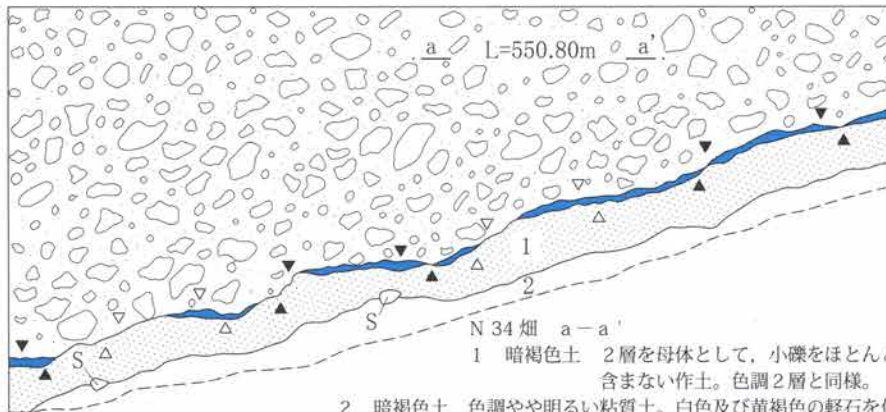 a L=550.80m a'
1
2
S
S
N 34 畑 a－a'
1 暗褐色土 2層を母体として，小礫をほとん
含まない作土。色調2層と同様。
2 暗褐色土 色調やや明るい粘質土。白色及び黄褐色の軽石を